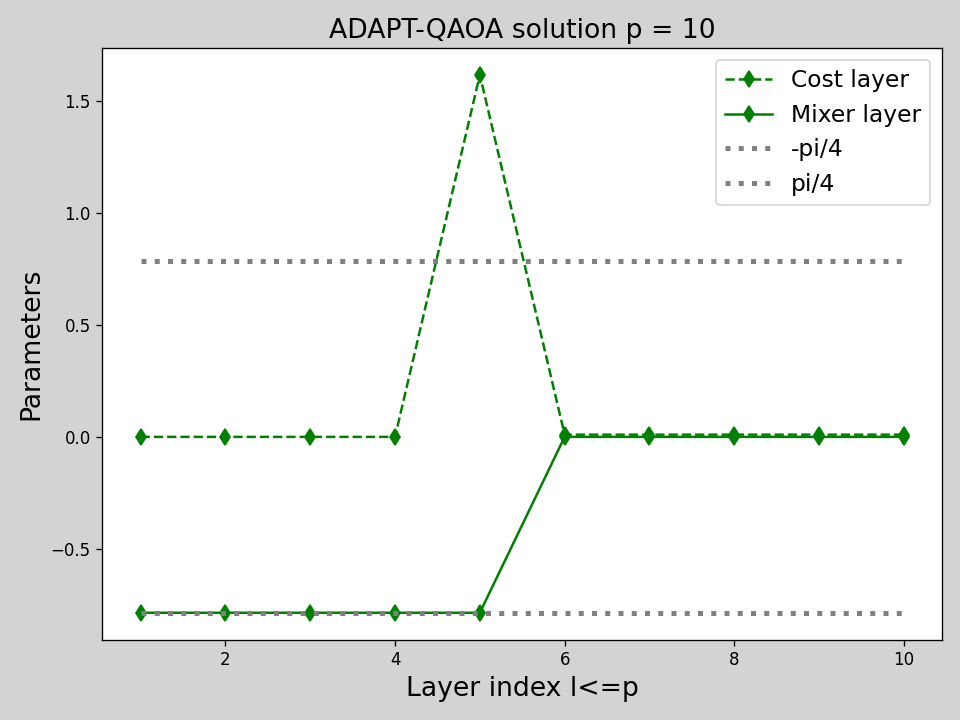 ADAPT-QAOA solution p = 10
Cost layer
Mixer layer
-pi/4
pi/4
1.5
1.0
0.5
0.0
−0.5
Parameters
2 4 6 8 10
Layer index l<=p